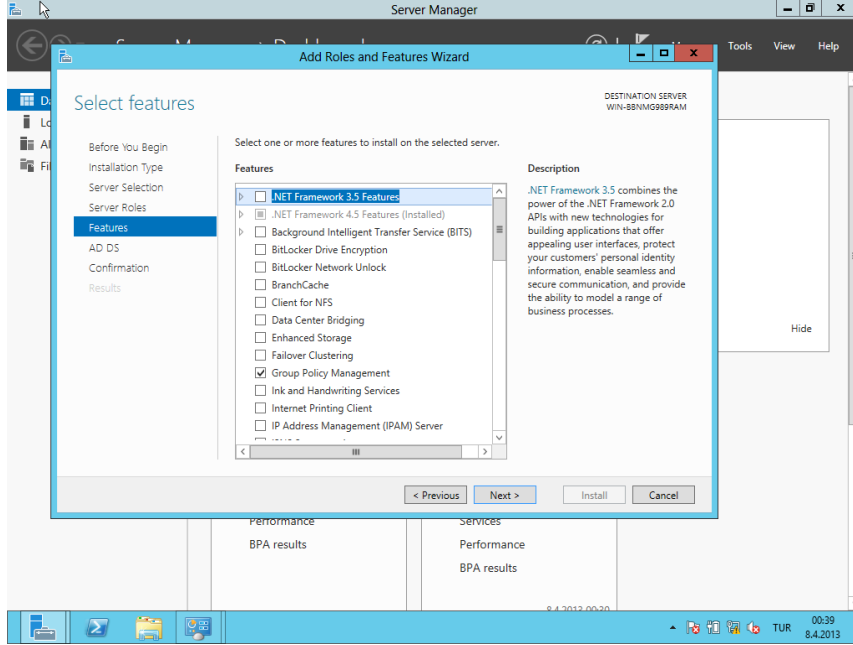 Server Manager
Tools View Help
Add Roles and Features Wizard
Select features
DESTINATION SERVER
WIN-BBNMG989RAM
Before You Begin
Installation Type
Server Selection
Server Roles
Features
AD DS
Confirmation
Results
Select one or more features to install on the selected server.
Features
.NET Framework 3.5 Features
.NET Framework 4.5 Features (Installed)
Background Intelligent Transfer Service (BITS)
BitLocker Drive Encryption
BitLocker Network Unlock
BranchCache
Client for NFS
Data Center Bridging
Enhanced Storage
Failover Clustering
Group Policy Management
Ink and Handwriting Services
Internet Printing Client
IP Address Management (IPAM) Server
Description
.NET Framework 3.5 combines the
power of the .NET Framework 2.0
APIs with new technologies for
building applications that offer
appealing user interfaces, protect
your customers' personal identity
information, enable seamless and
secure communication, and provide
the ability to model a range of
business processes.
Hide
< Previous Next > Install Cancel
Performance
BPA results
Services
Performance
BPA results
8.4.2013 00:30
TUR
00:39
8.4.2013